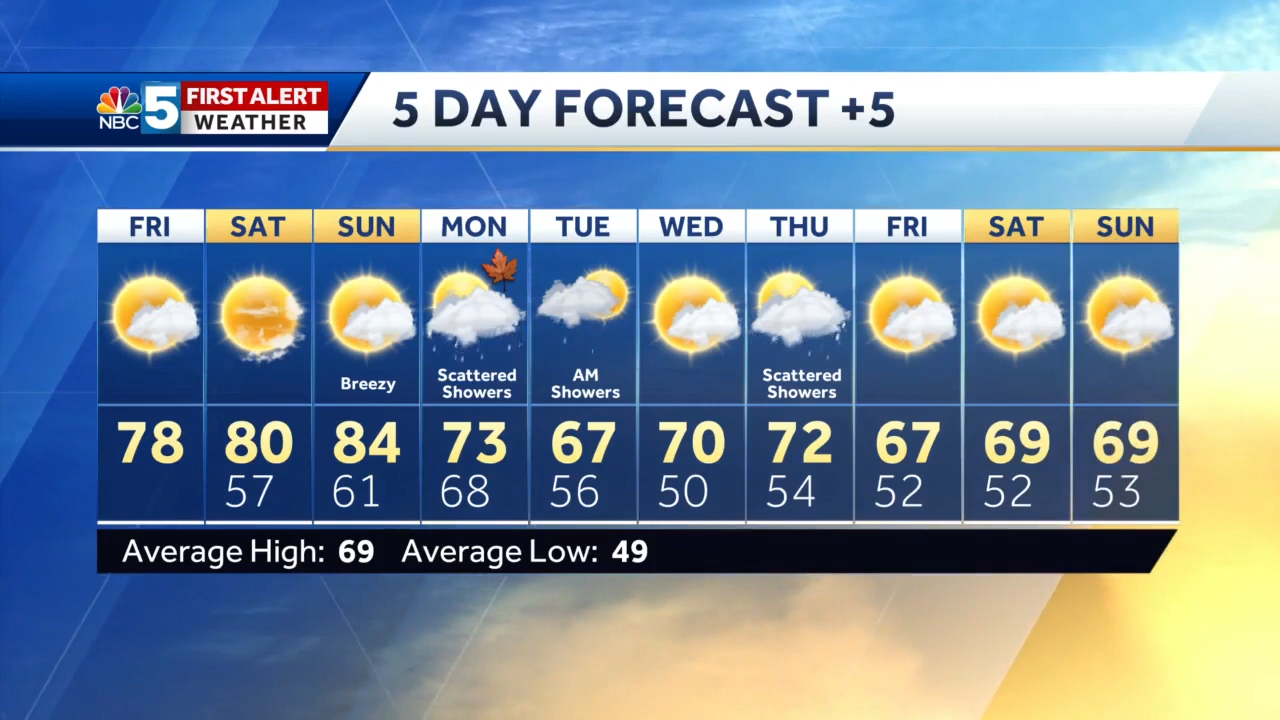 NBC 5 FIRST ALERT WEATHER
5 DAY FORECAST +5
FRI SAT SUN MON TUE WED THU FRI SAT SUN
Breezy Scattered Showers AM Showers Scattered Showers
78 80 84 73 67 70 72 67 69 69
57 61 68 56 50 54 52 52 53
Average High: 69 Average Low: 49